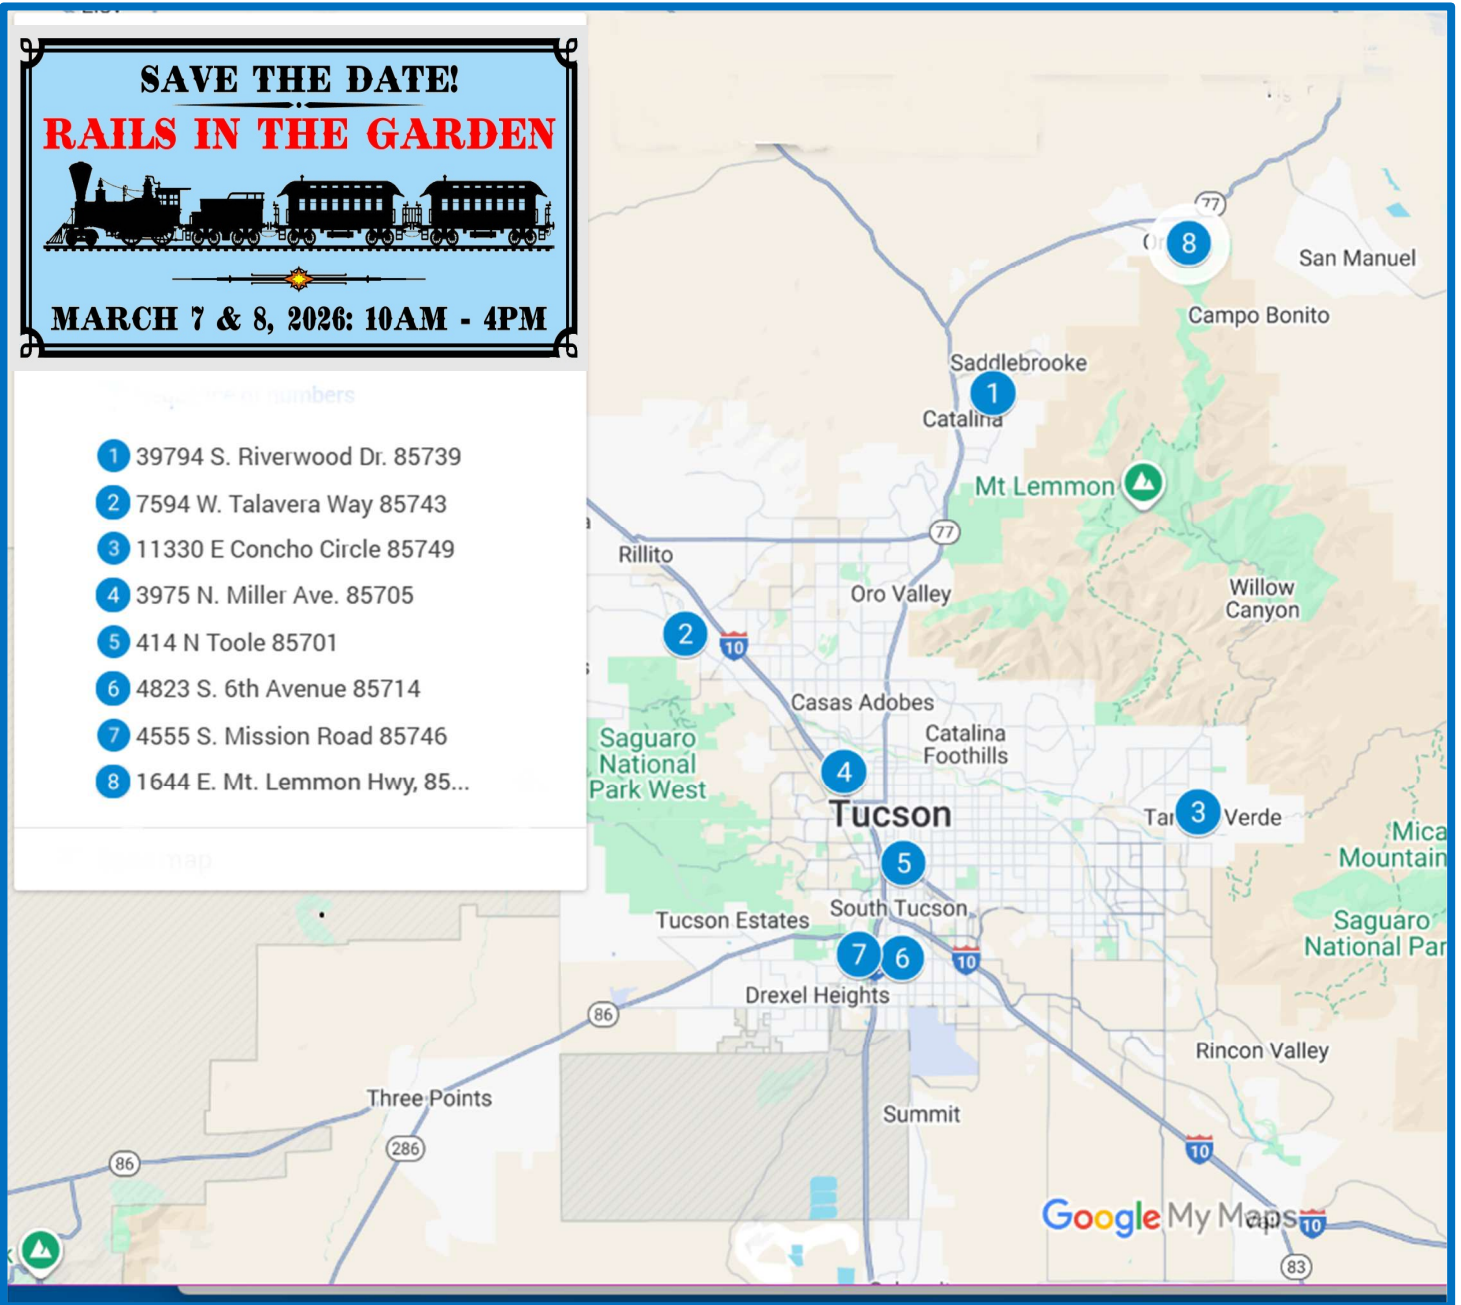 SAVE THE DATE!
RAILS IN THE GARDEN
MARCH 7 & 8, 2026: 10AM - 4PM
numbers
1 39794 S. Riverwood Dr. 85739
2 7594 W. Talavera Way 85743
3 11330 E Concho Circle 85749
4 3975 N. Miller Ave. 85705
5 414 N Toole 85701
6 4823 S. 6th Avenue 85714
7 4555 S. Mission Road 85746
8 1644 E. Mt. Lemmon Hwy, 85...
map
77
8
San Manuel
Campo Bonito
Saddlebrooke
1
Catalina
Mt Lemmon
77
Rillito
Oro Valley
Willow
Canyon
2
10
Casas Adobes
Catalina
Foothills
Saguaro
National
Park West
4
Tucson
3
Verde
Mica
Mountain
5
South Tucson
Tucson Estates
Saguaro
National Par
7
6
10
Drexel Heights
86
Rincon Valley
Three Points
Summit
286
86
10
Google My Maps
10
83